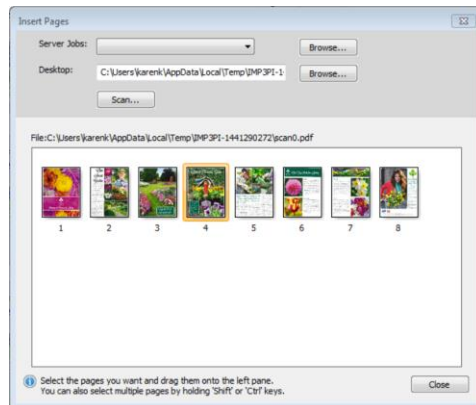 Insert Pages
Server Jobs:
Browse...
Desktop:
C:\Users\karenk\AppData\Local\Temp\IMP3PI-1
Browse...
Scan...
File:C:\Users\karenk\AppData\Local\Temp\IMP3PI-1441290272\scan0.pdf
1 2 3 4 5 6 7 8
Select the pages you want and drag them onto the left pane.
You can also select multiple pages by holding 'Shift' or 'Ctrl' keys.
Close